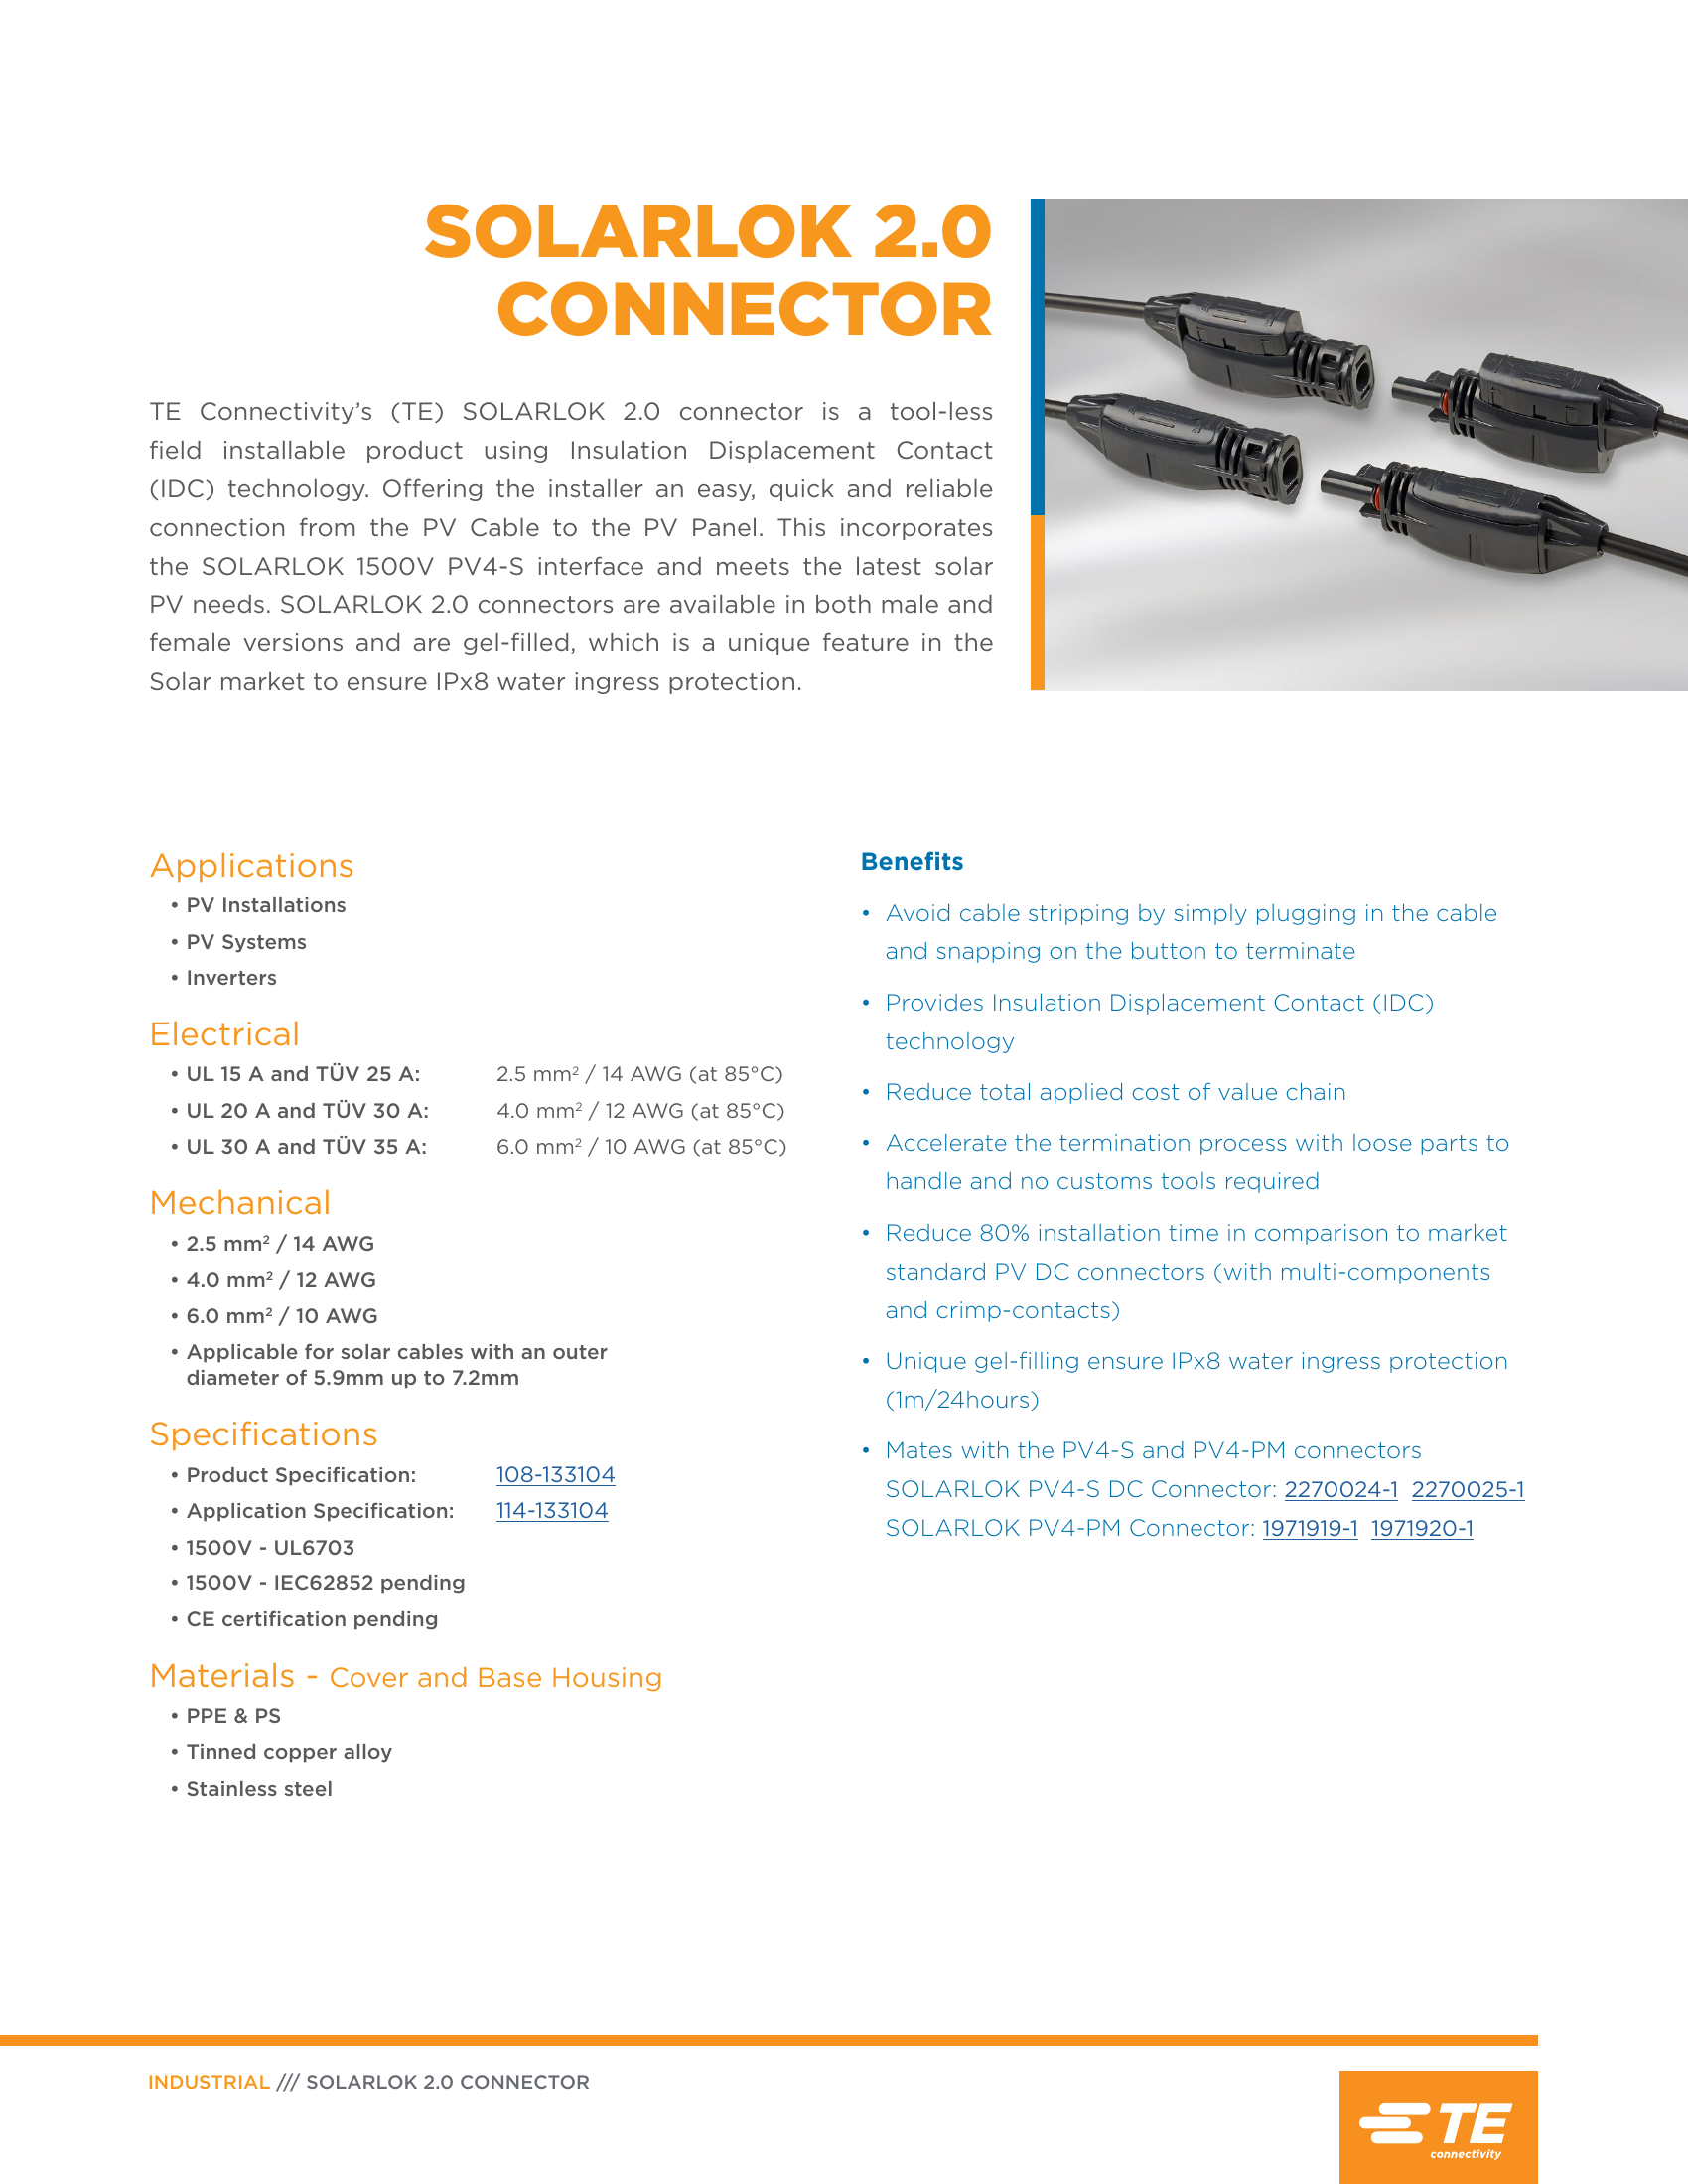 SOLARLOK 2.0
CONNECTOR
TE Connectivity’s (TE) SOLARLOK 2.0 connector is a tool-less
field installable product using Insulation Displacement Contact
(IDC) technology. Offering the installer an easy, quick and reliable
connection from the PV Cable to the PV Panel. This incorporates
the SOLARLOK 1500V PV4-S interface and meets the latest solar
PV needs. SOLARLOK 2.0 connectors are available in both male and
female versions and are gel-filled, which is a unique feature in the
Solar market to ensure IPx8 water ingress protection.
Applications
• PV Installations
• PV Systems
• Inverters
Electrical
• UL 15 A and TÜV 25 A: 2.5 mm² / 14 AWG (at 85°C)
• UL 20 A and TÜV 30 A: 4.0 mm² / 12 AWG (at 85°C)
• UL 30 A and TÜV 35 A: 6.0 mm² / 10 AWG (at 85°C)
Mechanical
• 2.5 mm² / 14 AWG
• 4.0 mm² / 12 AWG
• 6.0 mm² / 10 AWG
• Applicable for solar cables with an outer
diameter of 5.9mm up to 7.2mm
Specifications
• Product Specification: 108-133104
• Application Specification: 114-133104
• 1500V - UL6703
• 1500V - IEC62852 pending
• CE certification pending
Materials - Cover and Base Housing
• PPE & PS
• Tinned copper alloy
• Stainless steel
Benefits
• Avoid cable stripping by simply plugging in the cable
and snapping on the button to terminate
• Provides Insulation Displacement Contact (IDC)
technology
• Reduce total applied cost of value chain
• Accelerate the termination process with loose parts to
handle and no customs tools required
• Reduce 80% installation time in comparison to market
standard PV DC connectors (with multi-components
and crimp-contacts)
• Unique gel-filling ensure IPx8 water ingress protection
(1m/24hours)
• Mates with the PV4-S and PV4-PM connectors
SOLARLOK PV4-S DC Connector: 2270024-1 2270025-1
SOLARLOK PV4-PM Connector: 1971919-1 1971920-1
INDUSTRIAL /// SOLARLOK 2.0 CONNECTOR
TE
connectivity